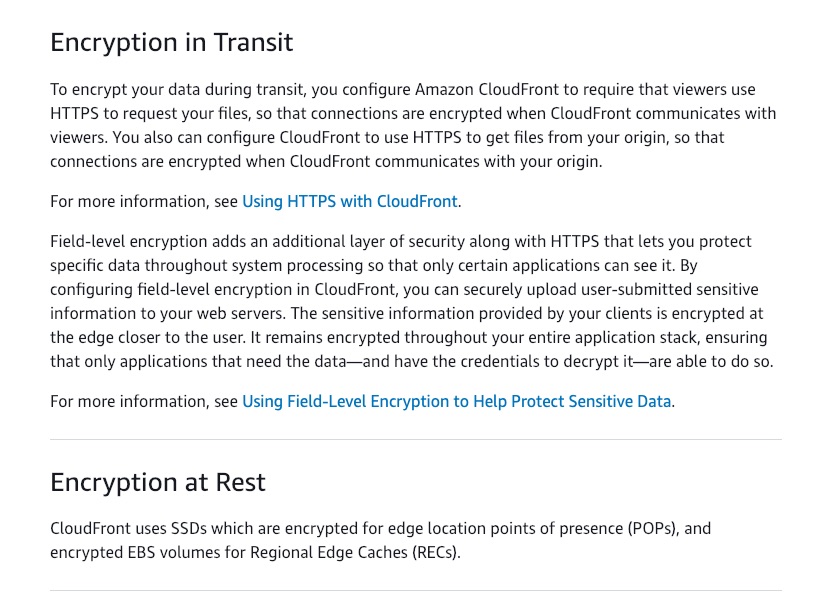 Encryption in Transit
To encrypt your data during transit, you configure Amazon CloudFront to require that viewers use
HTTPS to request your files, so that connections are encrypted when CloudFront communicates with
viewers. You also can configure CloudFront to use HTTPS to get files from your origin, so that
connections are encrypted when CloudFront communicates with your origin.
For more information, see Using HTTPS with CloudFront.
Field-level encryption adds an additional layer of security along with HTTPS that lets you protect
specific data throughout system processing so that only certain applications can see it. By
configuring field-level encryption in CloudFront, you can securely upload user-submitted sensitive
information to your web servers. The sensitive information provided by your clients is encrypted at
the edge closer to the user. It remains encrypted throughout your entire application stack, ensuring
that only applications that need the data—and have the credentials to decrypt it—are able to do so.
For more information, see Using Field-Level Encryption to Help Protect Sensitive Data.
Encryption at Rest
CloudFront uses SSDs which are encrypted for edge location points of presence (POPs), and
encrypted EBS volumes for Regional Edge Caches (RECs).